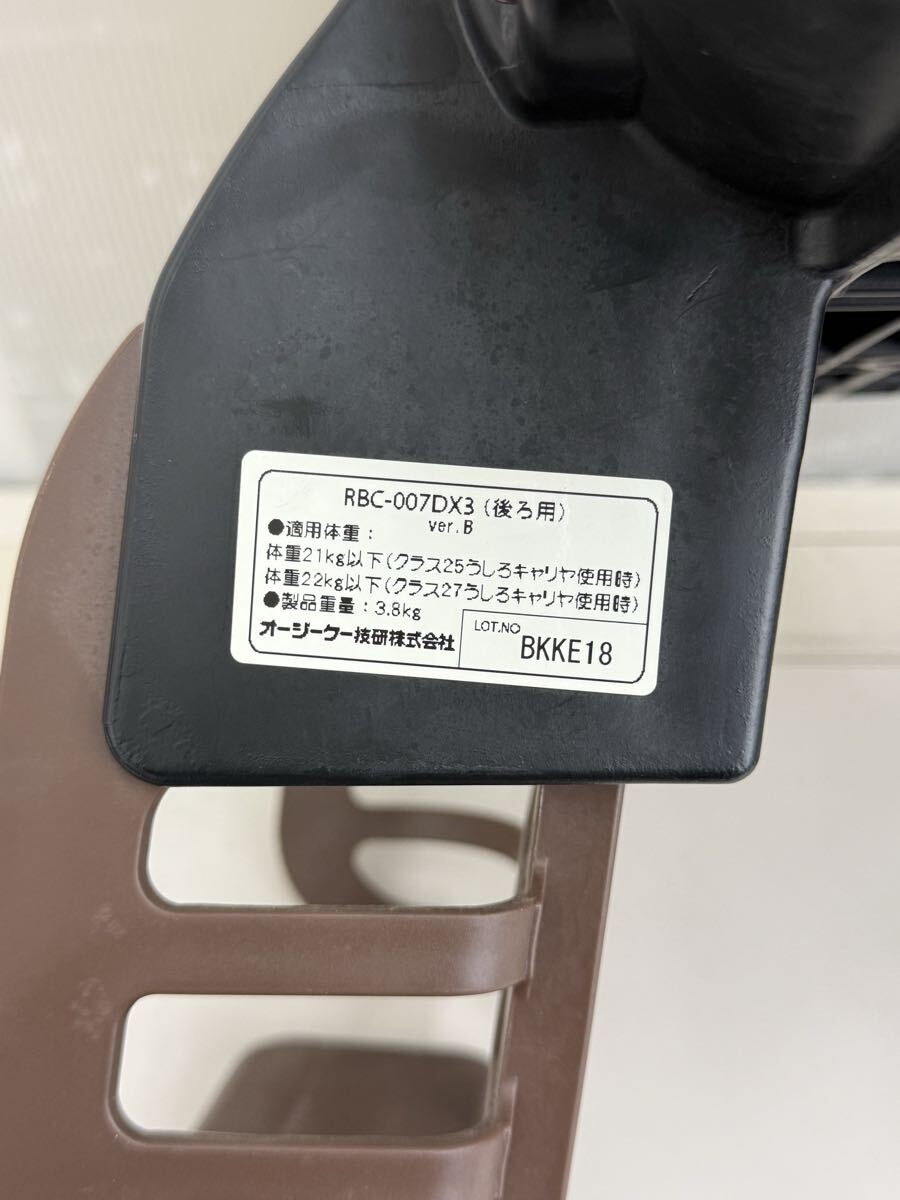 RBC-007DX3 (後ろ用)
ver.B
●適用体重：
体重21kg以下(クラス25うしろキャリヤ使用時)
体重22kg以下(クラス27うしろキャリヤ使用時)
●製品重量：3.8kg
オージーケー技研株式会社
LOT.NO
BKKE18